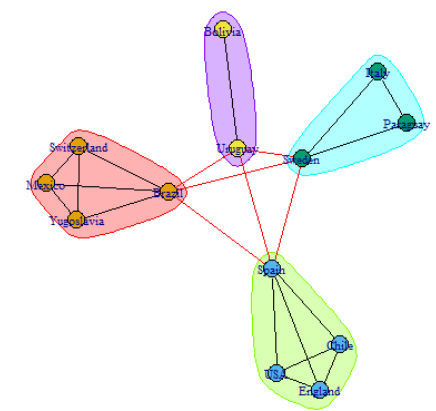 Bolivia
Italy
Paraguay
Switzerland
Uruguay
Sweden
Mexico
Brazil
Yugoslavia
Spain
Chile
USA
England